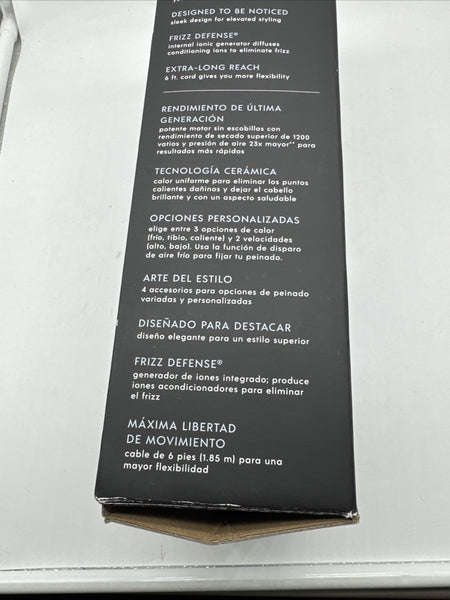 DESIGNED TO BE NOTICED
sleek design for elevated styling
FRIZZ DEFENSE®
internal ionic generator diffuses
conditioning ions to eliminate frizz
EXTRA-LONG REACH
6 ft. cord gives you more flexibility
RENDIMIENTO DE ÚLTIMA
GENERACIÓN
potente motor sin escobillas con
rendimiento de secado superior de 1200
vatios y presión de aire 23x mayor** para
resultados más rápidos
TECNOLOGÍA CERÁMICA
calor uniforme para eliminar los puntos
calientes dañinos y dejar el cabello
brillante y con un aspecto saludable
OPCIONES PERSONALIZADAS
elige entre 3 opciones de calor
(frío, tibio, caliente) y 2 velocidades
(alto, bajo). Usa la función de disparo
de aire frío para fijar tu peinado.
ARTE DEL ESTILO
4 accesorios para opciones de peinado
variadas y personalizadas
DISEÑADO PARA DESTACAR
diseño elegante para un estilo superior
FRIZZ DEFENSE®
generador de iones integrado; produce
iones acondicionadores para eliminar
el frizz
MÁXIMA LIBERTAD
DE MOVIMIENTO
cable de 6 pies (1.85 m) para una
mayor flexibilidad